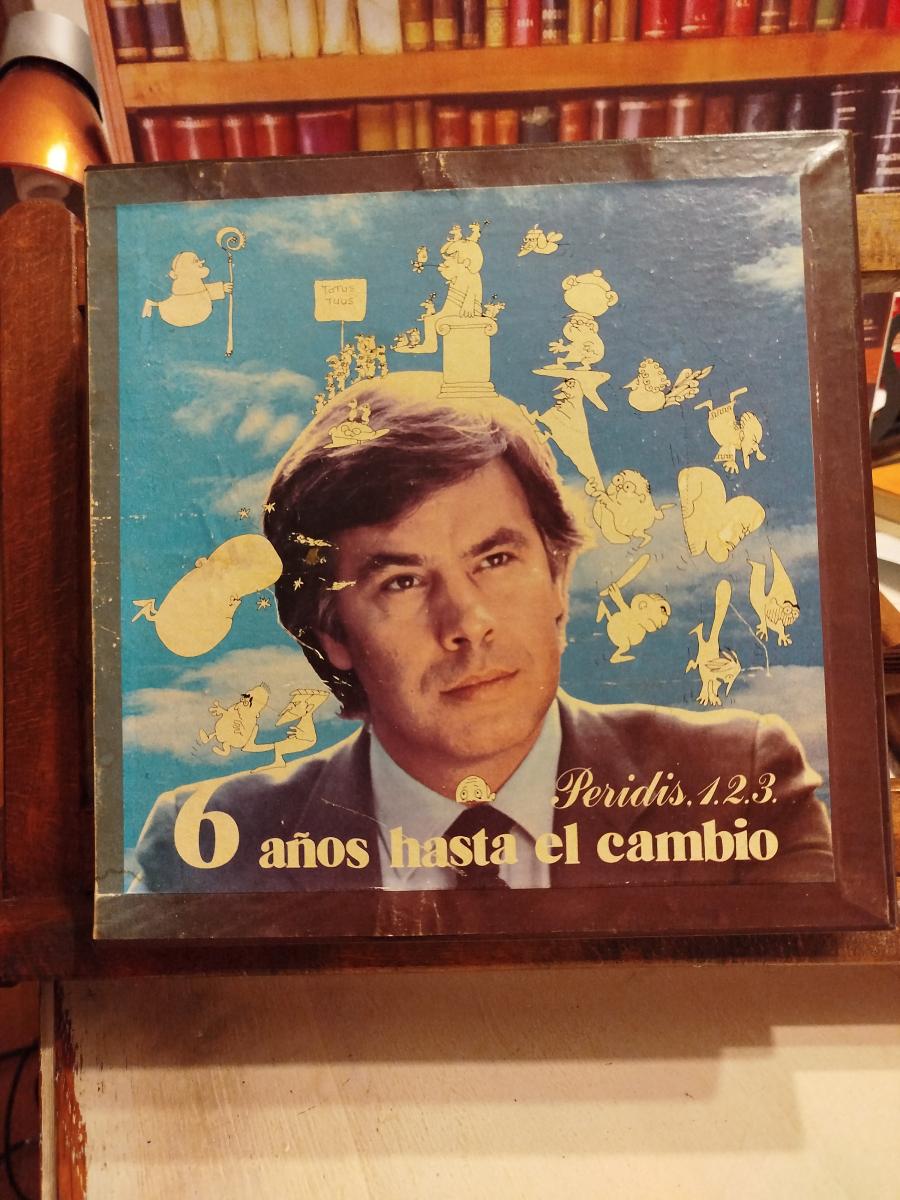 TOTUS
TUUS
Peridis. 1.2.3.
6 años hasta el cambio